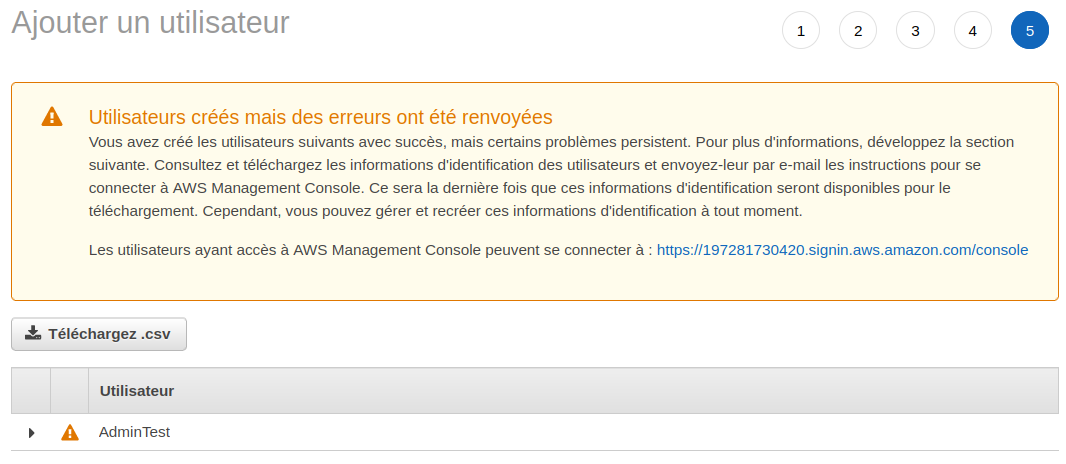 Ajouter un utilisateur
1 2 3 4 5
Utilisateurs créés mais des erreurs ont été renvoyées
Vous avez créé les utilisateurs suivants avec succès, mais certains problèmes persistent. Pour plus d'informations, développez la section
suivante. Consultez et téléchargez les informations d'identification des utilisateurs et envoyez-leur par e-mail les instructions pour se
connecter à AWS Management Console. Ce sera la dernière fois que ces informations d'identification seront disponibles pour le
téléchargement. Cependant, vous pouvez gérer et recréer ces informations d'identification à tout moment.
Les utilisateurs ayant accès à AWS Management Console peuvent se connecter à : https://197281730420.signin.aws.amazon.com/console
Téléchargez .csv
Utilisateur
AdminTest